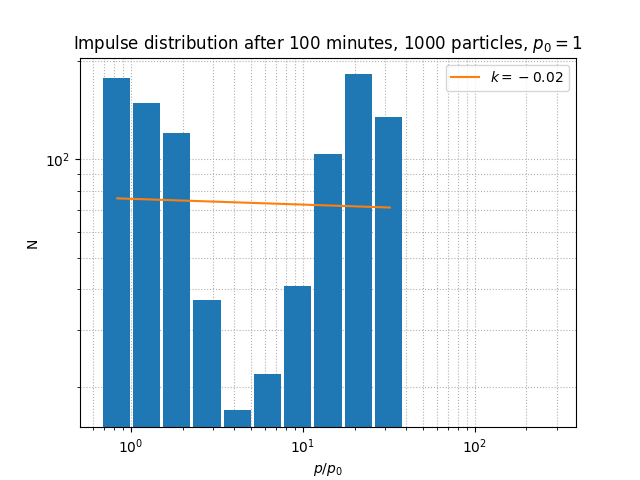 Impulse distribution after 100 minutes, 1000 particles, $p_0 = 1$
$k = -0.02$
$10^2$
N
$10^0$ $10^1$ $10^2$
$p/p_0$